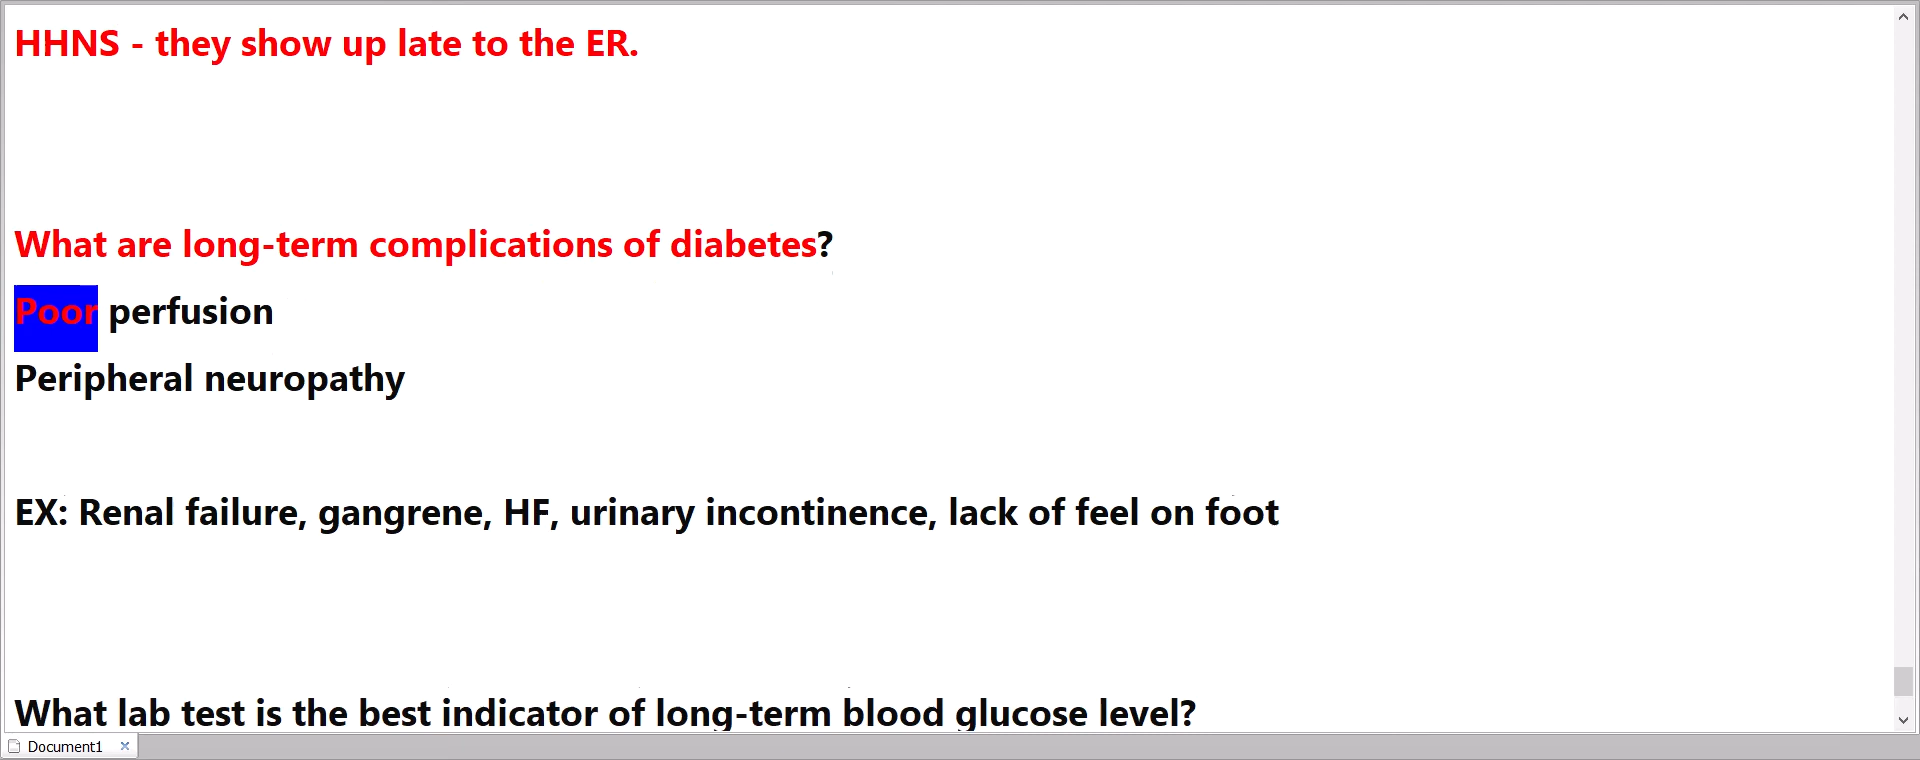 HHNS - they show up late to the ER.
What are long-term complications of diabetes?
Poor perfusion
Peripheral neuropathy
EX: Renal failure, gangrene, HF, urinary incontinence, lack of feel on foot
What lab test is the best indicator of long-term blood glucose level?
Document1